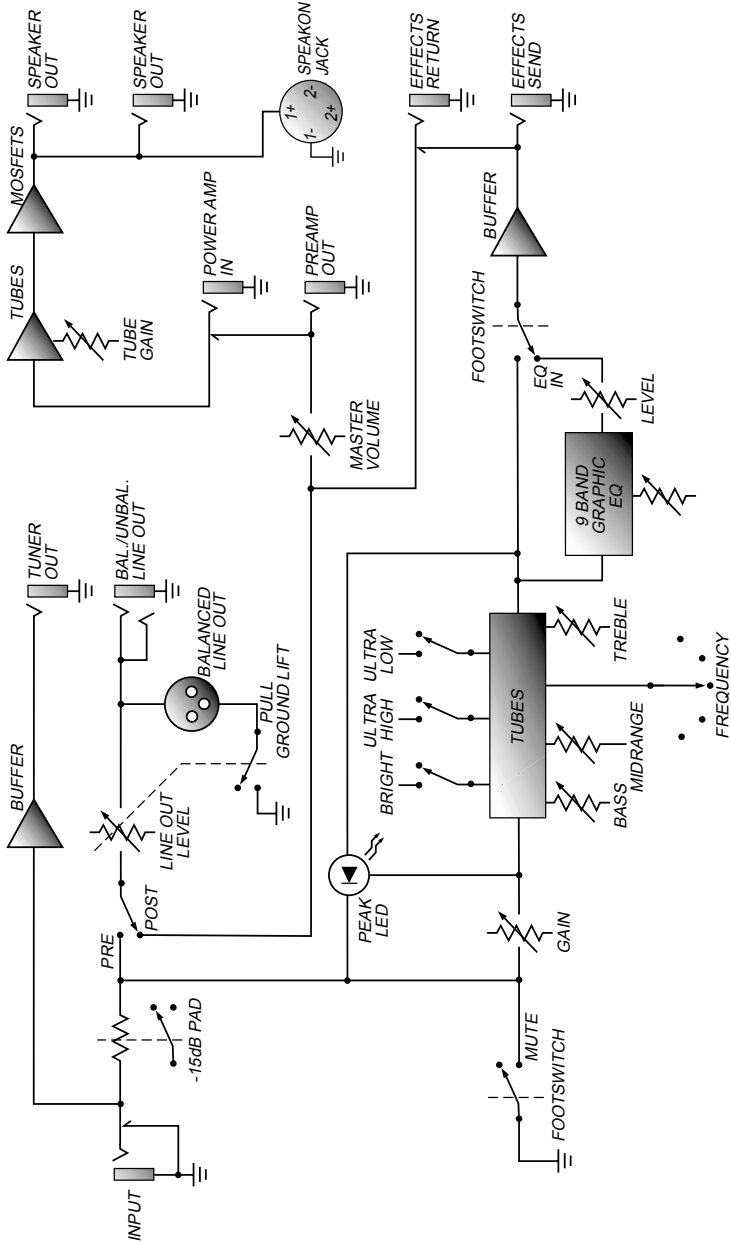 INPUT
-15dB PAD
BUFFER
TUNER
OUT
PRE
POST
LINE OUT
LEVEL
BAL./UNBAL.
LINE OUT
BALANCED
LINE OUT
PULL
GROUND LIFT
TUBES
TUBE
GAIN
MOSFETS
SPEAKER
OUT
SPEAKER
OUT
SPEAKON
JACK
1+
2-
1-
2+
POWER AMP
IN
PREAMP
OUT
MASTER
VOLUME
EFFECTS
RETURN
EFFECTS
SEND
BUFFER
FOOTSWITCH
EQ
IN
LEVEL
9 BAND
GRAPHIC
EQ
PEAK
LED
BRIGHT
ULTRA
HIGH
ULTRA
LOW
TUBES
MUTE
FOOTSWITCH
GAIN
BASS
MIDRANGE
TREBLE
FREQUENCY